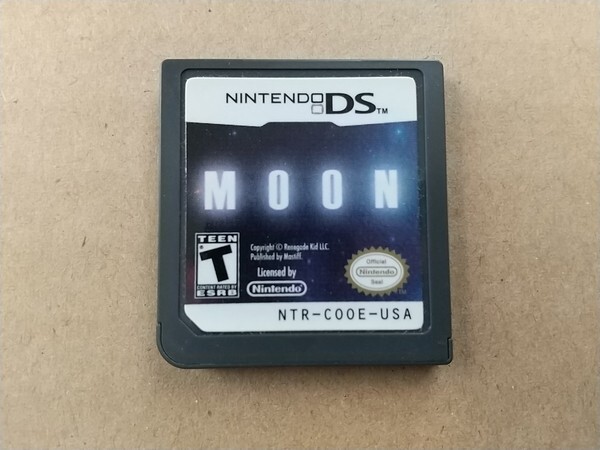 NINTENDO DS TM
MOON
TEEN
T
CONTENT RATED BY
ESRB
Copyright © Renegade Kid LLC.
Published by Mastiff.
Licensed by
Nintendo
Official
Nintendo
Seal
NTR-COOE-USA